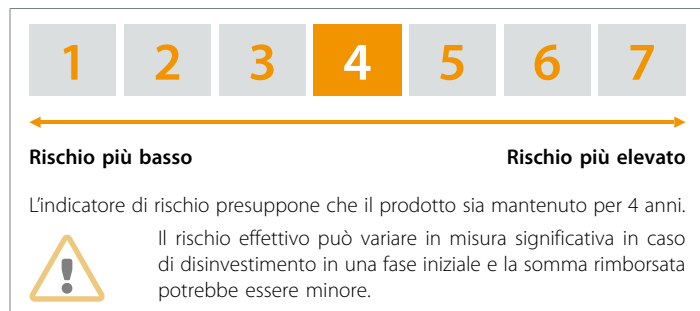 1 2 3 4 5 6 7
Rischio più basso Rischio più elevato
L'indicatore di rischio presuppone che il prodotto sia mantenuto per 4 anni.
Il rischio effettivo può variare in misura significativa in caso
di disinvestimento in una fase iniziale e la somma rimborsata
potrebbe essere minore.